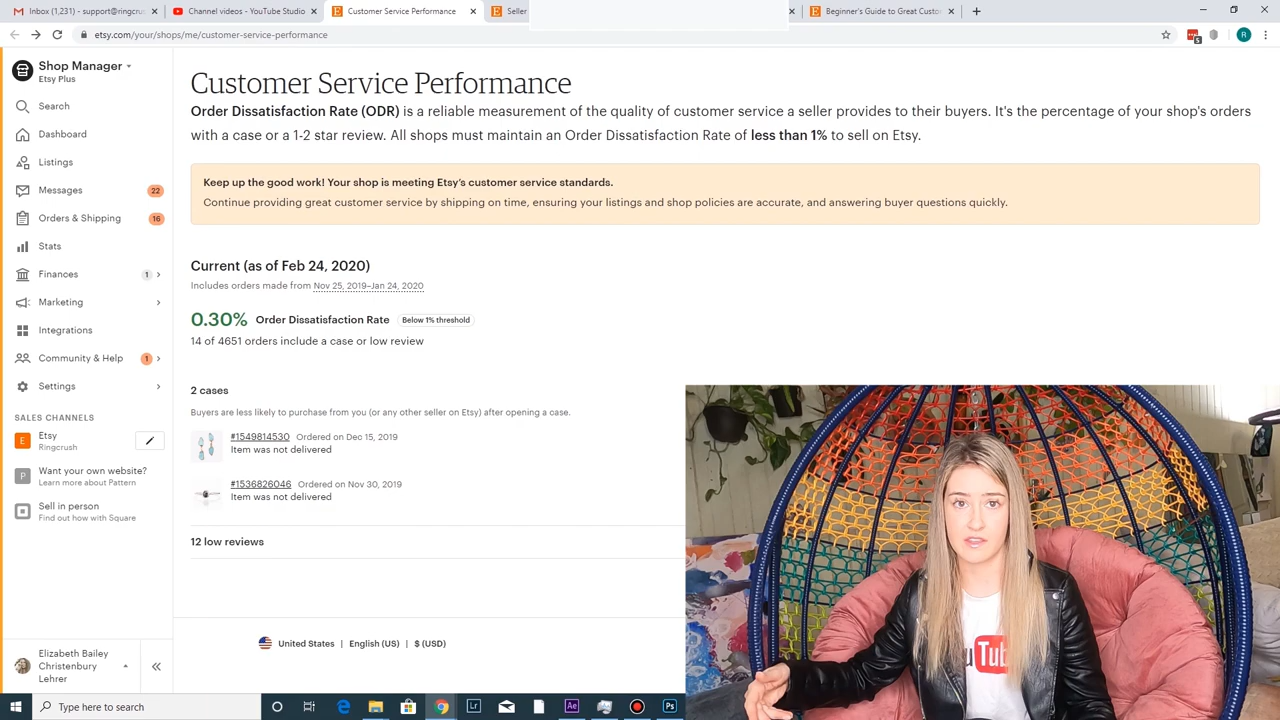 Inbox (1,231) - support@ringcru
Channel videos - YouTube Studio
Customer Service Performance
Seller
Beginner's Guide to Great Custo
etsy.com/your/shops/me/customer-service-performance
R
Shop Manager
Etsy Plus
Search
Dashboard
Listings
Messages 22
Orders & Shipping 16
Stats
Finances 1
Marketing
Integrations
Community & Help 1
Settings
SALES CHANNELS
E Etsy
Ringcrush
P Want your own website?
Learn more about Pattern
Sell in person
Find out how with Square
Elizabeth Bailey
Christenbury
Lehrer
Customer Service Performance
Order Dissatisfaction Rate (ODR) is a reliable measurement of the quality of customer service a seller provides to their buyers. It's the percentage of your shop's orders
with a case or a 1-2 star review. All shops must maintain an Order Dissatisfaction Rate of less than 1% to sell on Etsy.
Keep up the good work! Your shop is meeting Etsy's customer service standards.
Continue providing great customer service by shipping on time, ensuring your listings and shop policies are accurate, and answering buyer questions quickly.
Current (as of Feb 24, 2020)
Includes orders made from Nov 25, 2019–Jan 24, 2020
0.30% Order Dissatisfaction Rate Below 1% threshold
14 of 4651 orders include a case or low review
2 cases
Buyers are less likely to purchase from you (or any other seller on Etsy) after opening a case.
#1549814530 Ordered on Dec 15, 2019
Item was not delivered
#1536826046 Ordered on Nov 30, 2019
Item was not delivered
12 low reviews
United States | English (US) | $ (USD)
uTub
Type here to search
Ae
Ps